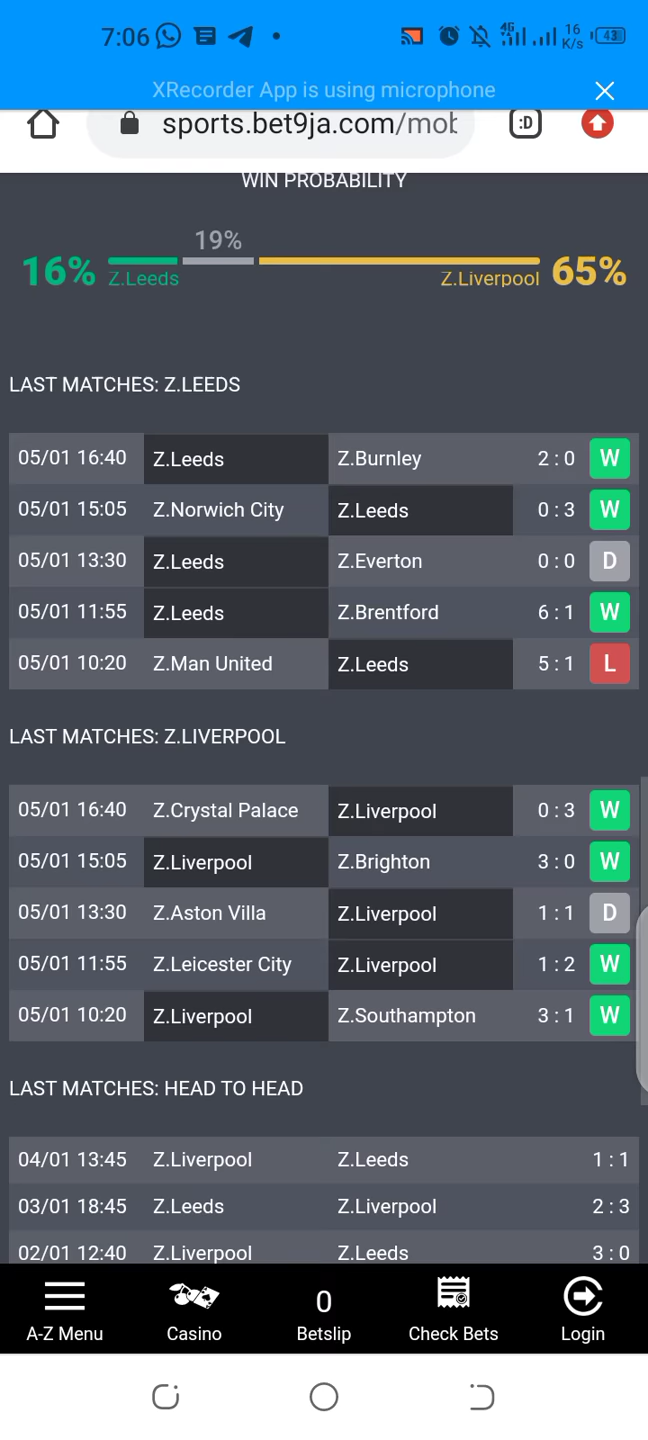 7:06 4G 16 K/s 43
XRecorder App is using microphone
sports.bet9ja.com/mob :D
WIN PROBABILITY
19%
16% Z.Leeds Z.Liverpool 65%
LAST MATCHES: Z.LEEDS
05/01 16:40 Z.Leeds Z.Burnley 2 : 0 W
05/01 15:05 Z.Norwich City Z.Leeds 0 : 3 W
05/01 13:30 Z.Leeds Z.Everton 0 : 0 D
05/01 11:55 Z.Leeds Z.Brentford 6 : 1 W
05/01 10:20 Z.Man United Z.Leeds 5 : 1 L
LAST MATCHES: Z.LIVERPOOL
05/01 16:40 Z.Crystal Palace Z.Liverpool 0 : 3 W
05/01 15:05 Z.Liverpool Z.Brighton 3 : 0 W
05/01 13:30 Z.Aston Villa Z.Liverpool 1 : 1 D
05/01 11:55 Z.Leicester City Z.Liverpool 1 : 2 W
05/01 10:20 Z.Liverpool Z.Southampton 3 : 1 W
LAST MATCHES: HEAD TO HEAD
04/01 13:45 Z.Liverpool Z.Leeds 1 : 1
03/01 18:45 Z.Leeds Z.Liverpool 2 : 3
02/01 12:40 Z.Liverpool Z.Leeds 3 : 0
0
A-Z Menu Casino Betslip Check Bets Login